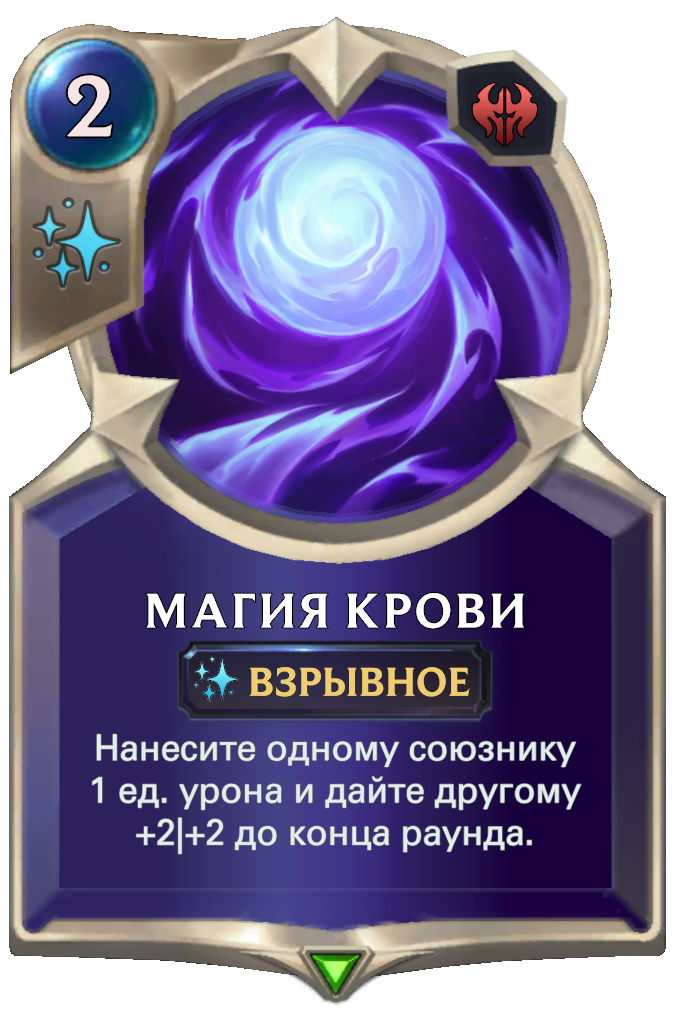 2
МАГИЯ КРОВИ
ВЗРЫВНОЕ
Нанесите одному союзнику
1 ед. урона и дайте другому
+2|+2 до конца раунда.